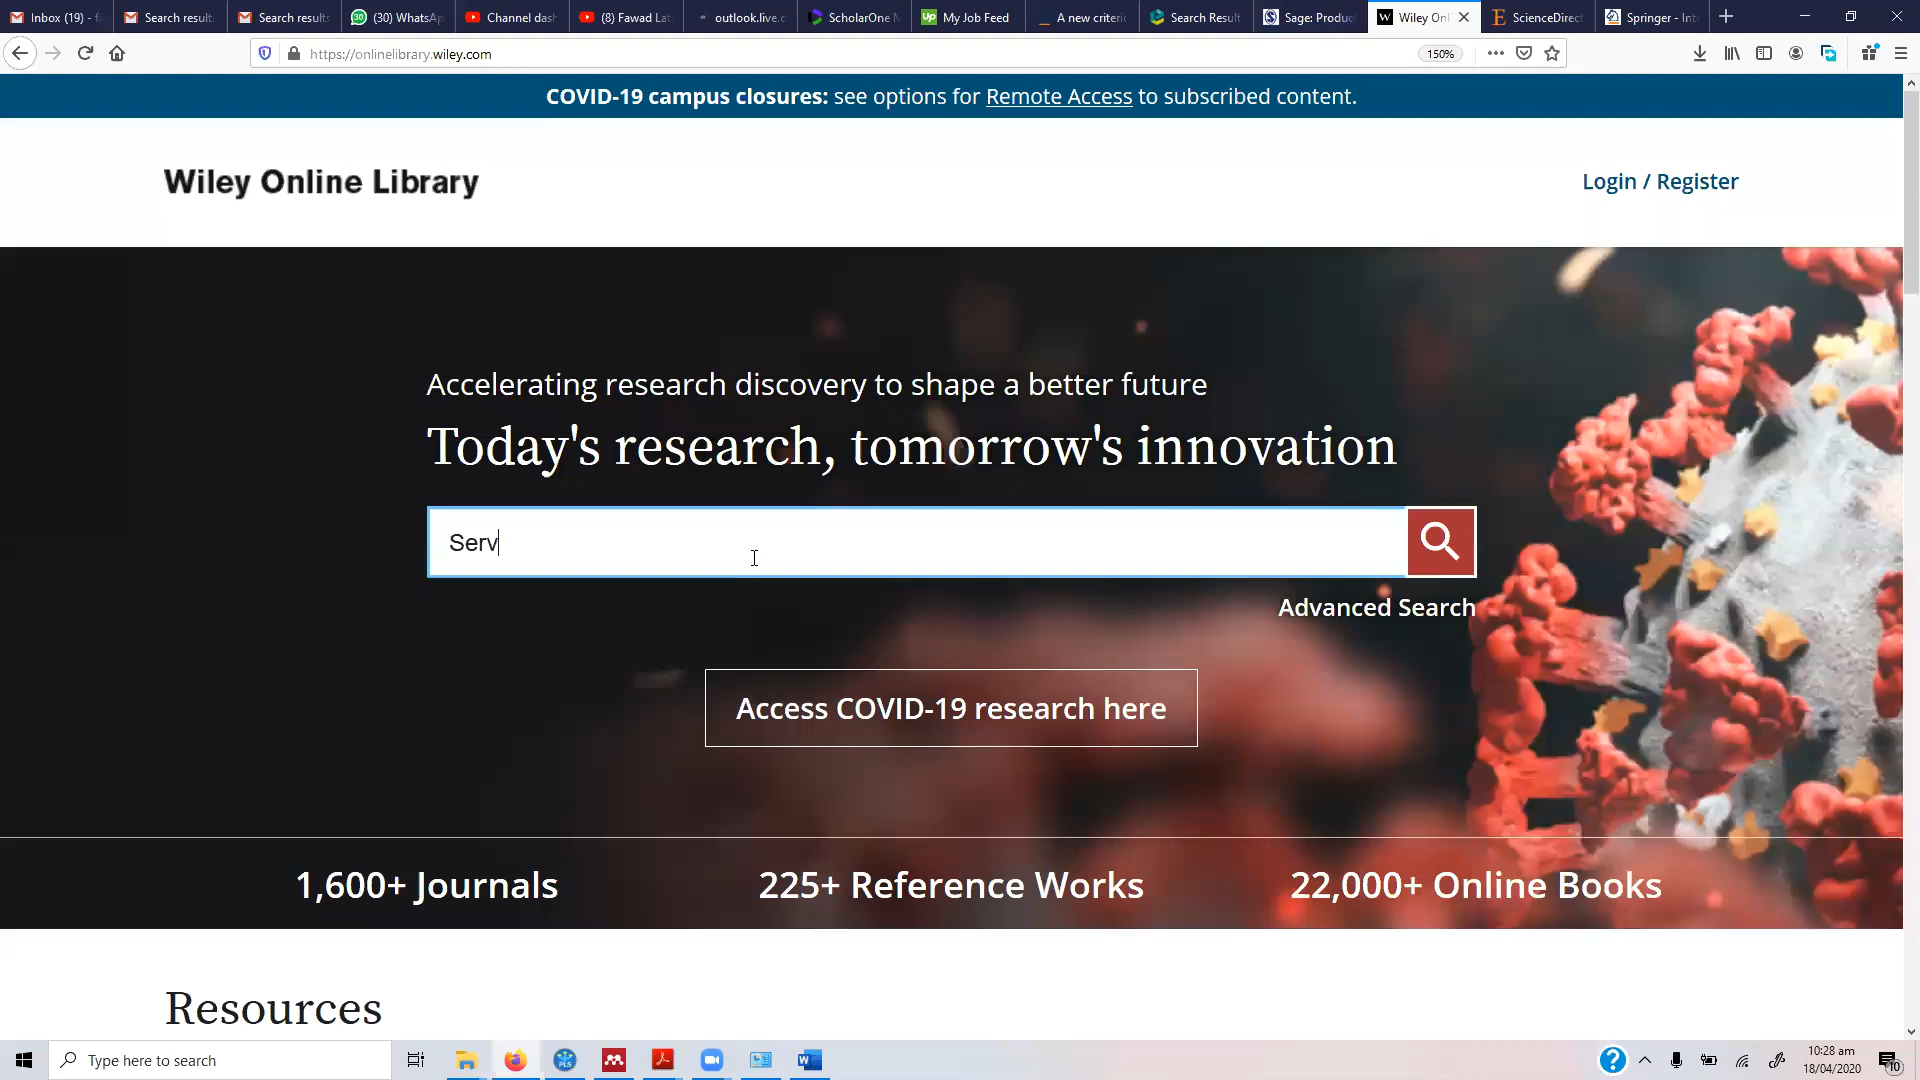 Inbox (19) - f
Search result
Search results
(30) WhatsAp
Channel dash
(8) Fawad Lat
outlook.live.c
ScholarOne M
My Job Feed
A new criteri
Search Result
Sage: Produc
Wiley Onl
ScienceDirect
Springer - Int
https://onlinelibrary.wiley.com
150%
COVID-19 campus closures: see options for Remote Access to subscribed content.
Wiley Online Library
Login / Register
Accelerating research discovery to shape a better future
Today's research, tomorrow's innovation
Serv
Advanced Search
Access COVID-19 research here
1,600+ Journals
225+ Reference Works
22,000+ Online Books
Resources
Type here to search
10:28 am
18/04/2020
10